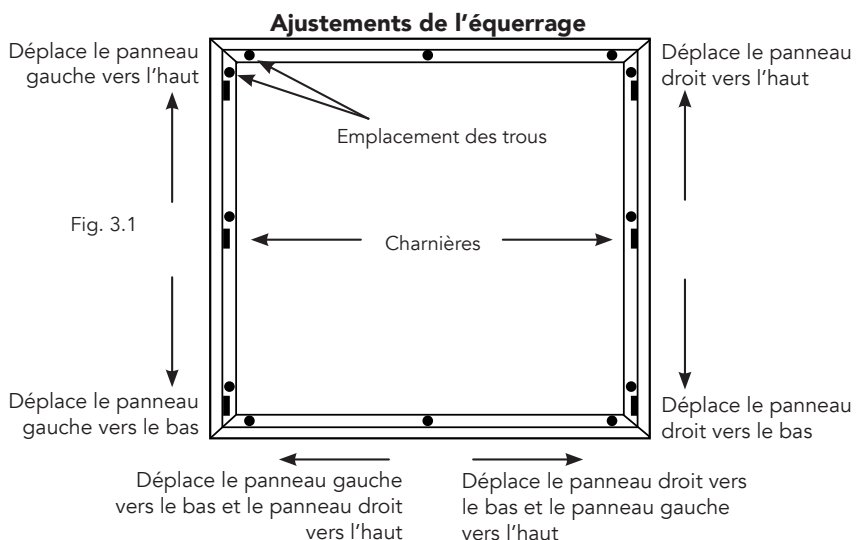 Ajustements de l'équerrage
Déplace le panneau
gauche vers l'haut
Déplace le panneau
droit vers l'haut
Emplacement des trous
Fig. 3.1
Charnières
Déplace le panneau
gauche vers le bas
Déplace le panneau
droit vers le bas
Déplace le panneau gauche
vers le bas et le panneau droit
vers l'haut
Déplace le panneau droit vers
le bas et le panneau gauche
vers l'haut